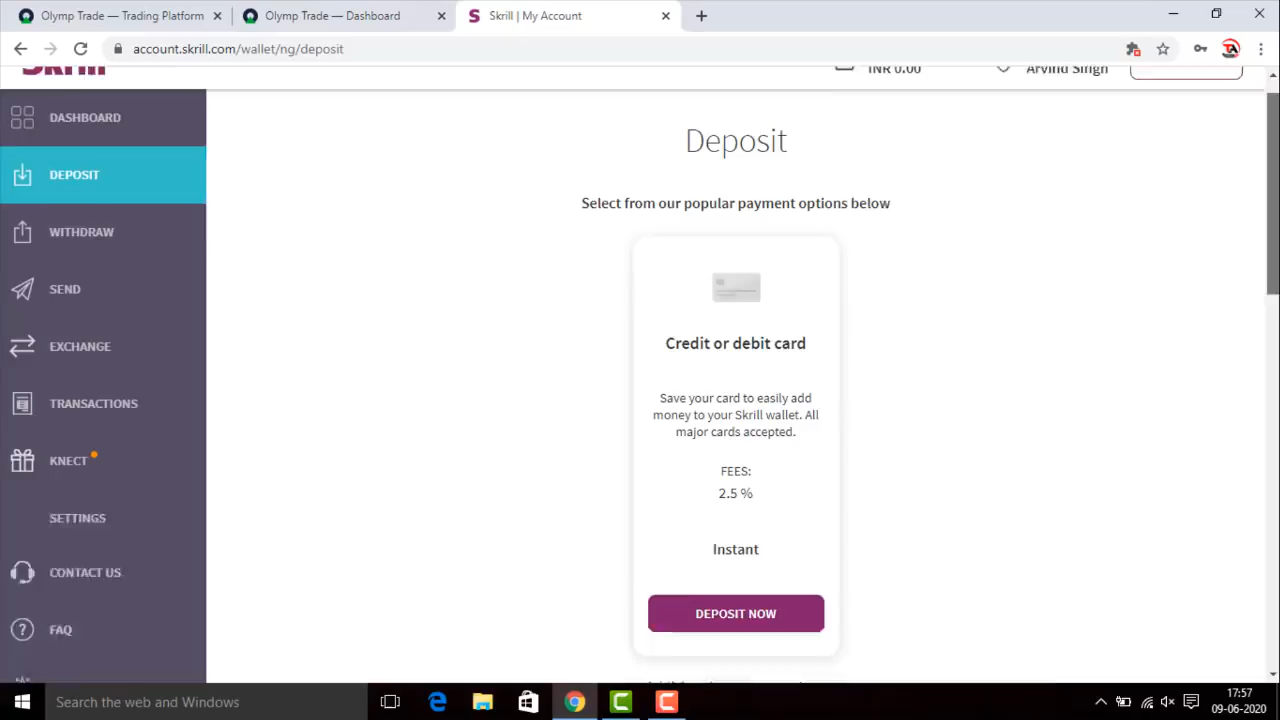 Olymp Trade – Trading Platform
Olymp Trade – Dashboard
Skrill | My Account
account.skrill.com/wallet/ng/deposit
Skrill
INR 0.00
Arvind Singh
DASHBOARD
DEPOSIT
WITHDRAW
SEND
EXCHANGE
TRANSACTIONS
KNECT
SETTINGS
CONTACT US
FAQ
Deposit
Select from our popular payment options below
Credit or debit card
Save your card to easily add
money to your Skrill wallet. All
major cards accepted.
FEES:
2.5 %
Instant
DEPOSIT NOW
Search the web and Windows
17:57
09-06-2020